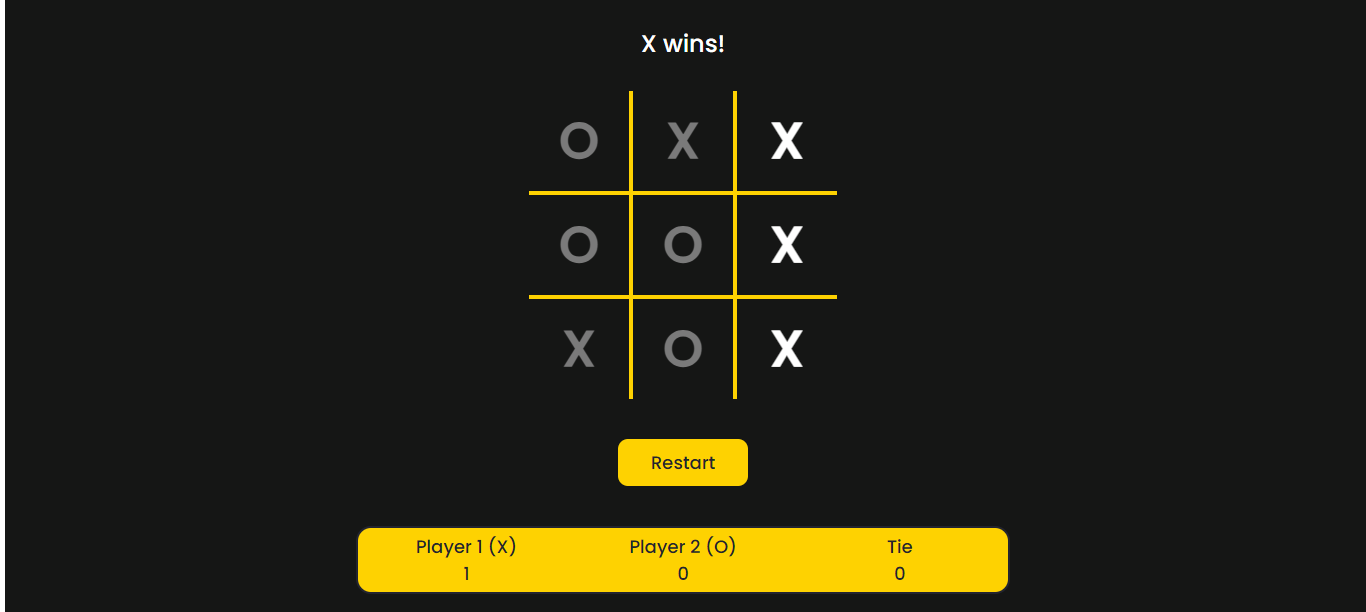 X wins!
O X X
O O X
X O X
Restart
Player 1 (X) Player 2 (O) Tie
1 0 0